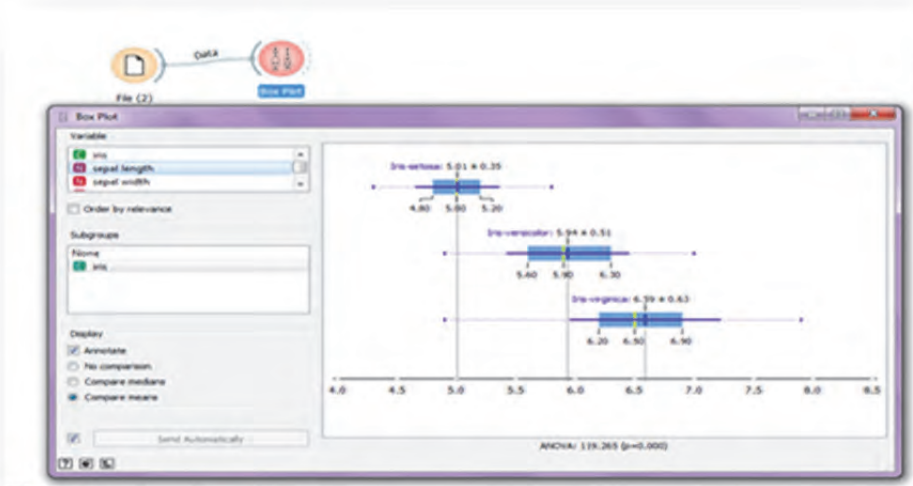 Data
File (2)
Box Plot
Box Plot
Variable
iris
sepal length
sepal width
Order by relevance
Subgroups
None
iris
Display
Annotate
No comparison
Compare medians
Compare means
Send Automatically
Iris-setosa: 5.01 ± 0.35
4.80 5.00 5.20
Iris-versicolor: 5.94 ± 0.51
5.60 5.90 6.30
Iris-virginica: 6.59 ± 0.63
6.20 6.50 6.90
4.0 4.5 5.0 5.5 6.0 6.5 7.0 7.5 8.0 8.5
ANOVA: 119.265 (p=0.000)
?